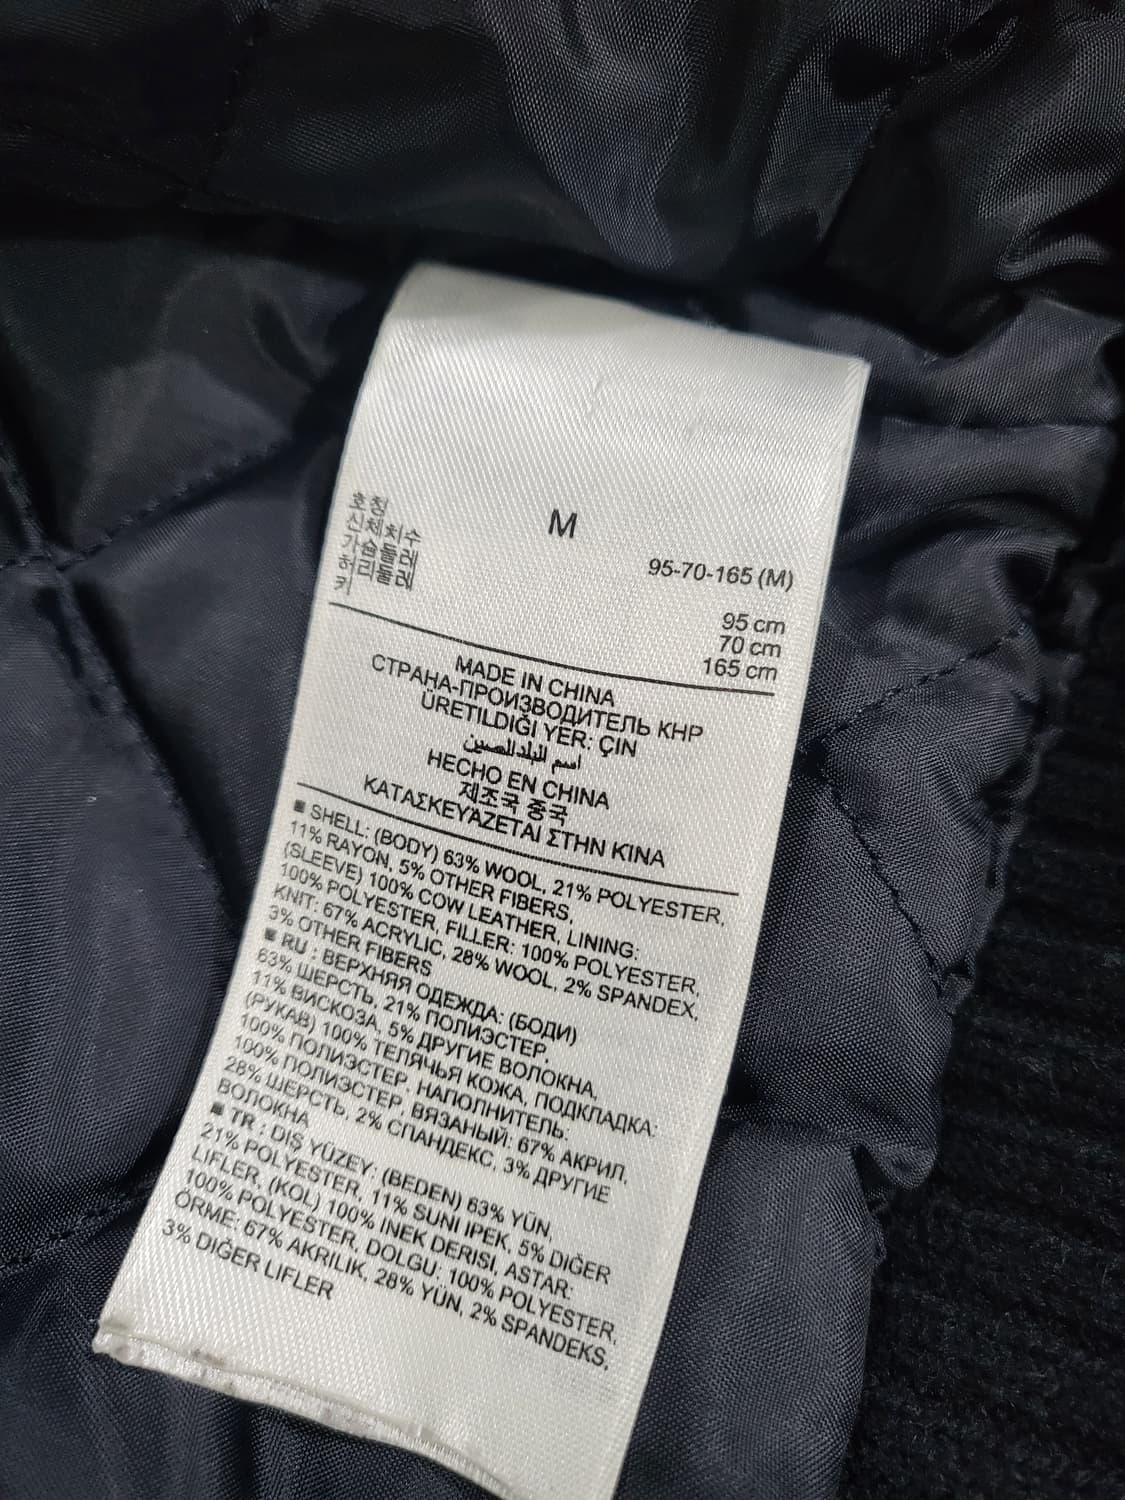 호칭 M
신체치수 95-70-165 (M)
가슴둘레 95 cm
허리둘레 70 cm
키 165 cm
MADE IN CHINA
СТРАНА-ПРОИЗВОДИТЕЛЬ КНР
ÜRETILDIĞI YER: ÇIN
اسم البلد:الصين
HECHO EN CHINA
제조국 중국
ΚΑΤΑΣΚΕΥΑΖΕΤΑΙ ΣΤΗΝ ΚΙΝΑ
■ SHELL: (BODY) 63% WOOL, 21% POLYESTER,
11% RAYON, 5% OTHER FIBERS,
(SLEEVE) 100% COW LEATHER, LINING:
100% POLYESTER, FILLER: 100% POLYESTER,
KNIT: 67% ACRYLIC, 28% WOOL, 2% SPANDEX,
3% OTHER FIBERS
■ RU : ВЕРХНЯЯ ОДЕЖДА: (БОДИ)
63% ШЕРСТЬ, 21% ПОЛИЭСТЕР,
11% ВИСКОЗА, 5% ДРУГИЕ ВОЛОКНА,
(РУКАВ) 100% ТЕЛЯЧЬЯ КОЖА, ПОДКЛАДКА:
100% ПОЛИЭСТЕР, НАПОЛНИТЕЛЬ:
100% ПОЛИЭСТЕР, ВЯЗАНЫЙ: 67% АКРИЛ,
28% ШЕРСТЬ, 2% СПАНДЕКС, 3% ДРУГИЕ
ВОЛОКНА
■ TR : DIŞ YÜZEY: (BEDEN) 63% YÜN,
21% POLYESTER, 11% SUNI IPEK, 5% DIĞER
LIFLER, (KOL) 100% INEK DERISI, ASTAR:
100% POLYESTER, DOLGU: 100% POLYESTER,
ÖRME: 67% AKRILIK, 28% YÜN, 2% SPANDEKS,
3% DIĞER LIFLER